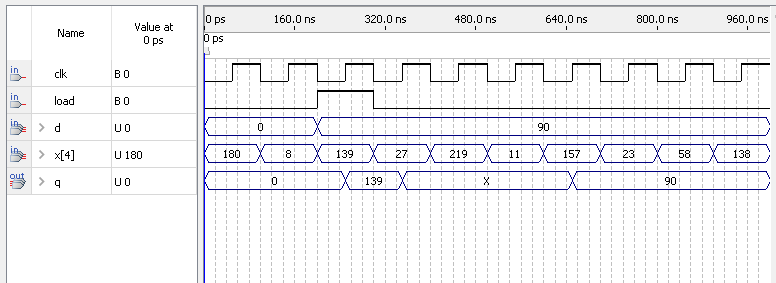 Name
Value at
0 ps
0 ps 160.0 ns 320.0 ns 480.0 ns 640.0 ns 800.0 ns 960.0 ns
0 ps
in clk B 0
in load B 0
in > d U 0 0 90
in > x[4] U 180 180 8 139 27 219 11 157 23 58 138
out > q U 0 0 139 X 90